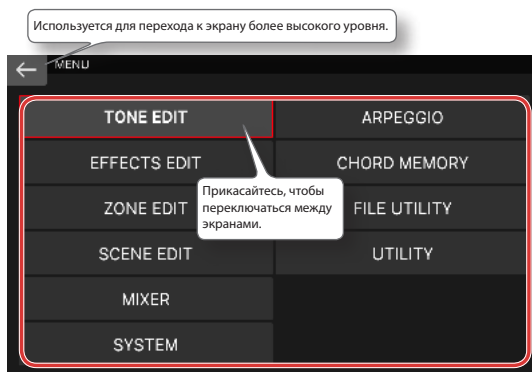 Используется для перехода к экрану более высокого уровня.
MENU
TONE EDIT
ARPEGGIO
EFFECTS EDIT
CHORD MEMORY
Прикасайтесь, чтобы
переключаться между
экранами.
ZONE EDIT
FILE UTILITY
SCENE EDIT
UTILITY
MIXER
SYSTEM